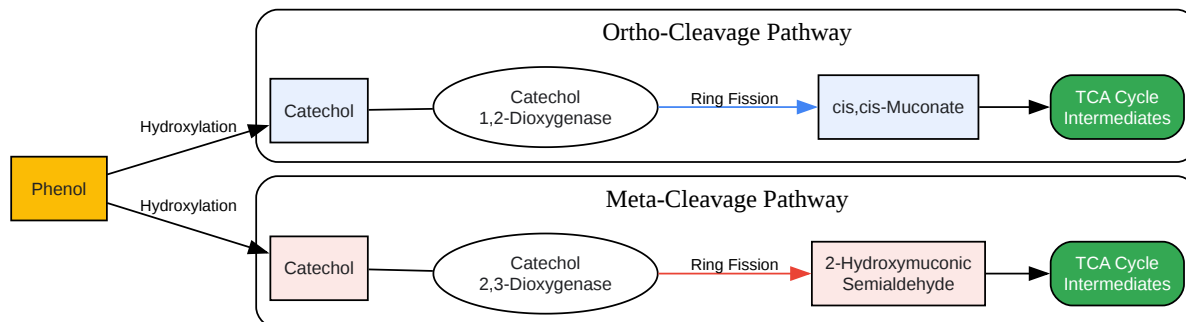 Ortho-Cleavage Pathway
Phenol
Hydroxylation
Catechol
Catechol
1,2-Dioxygenase
Ring Fission
cis,cis-Muconate
TCA Cycle
Intermediates
Meta-Cleavage Pathway
Hydroxylation
Catechol
Catechol
2,3-Dioxygenase
Ring Fission
2-Hydroxymuconic
Semialdehyde
TCA Cycle
Intermediates